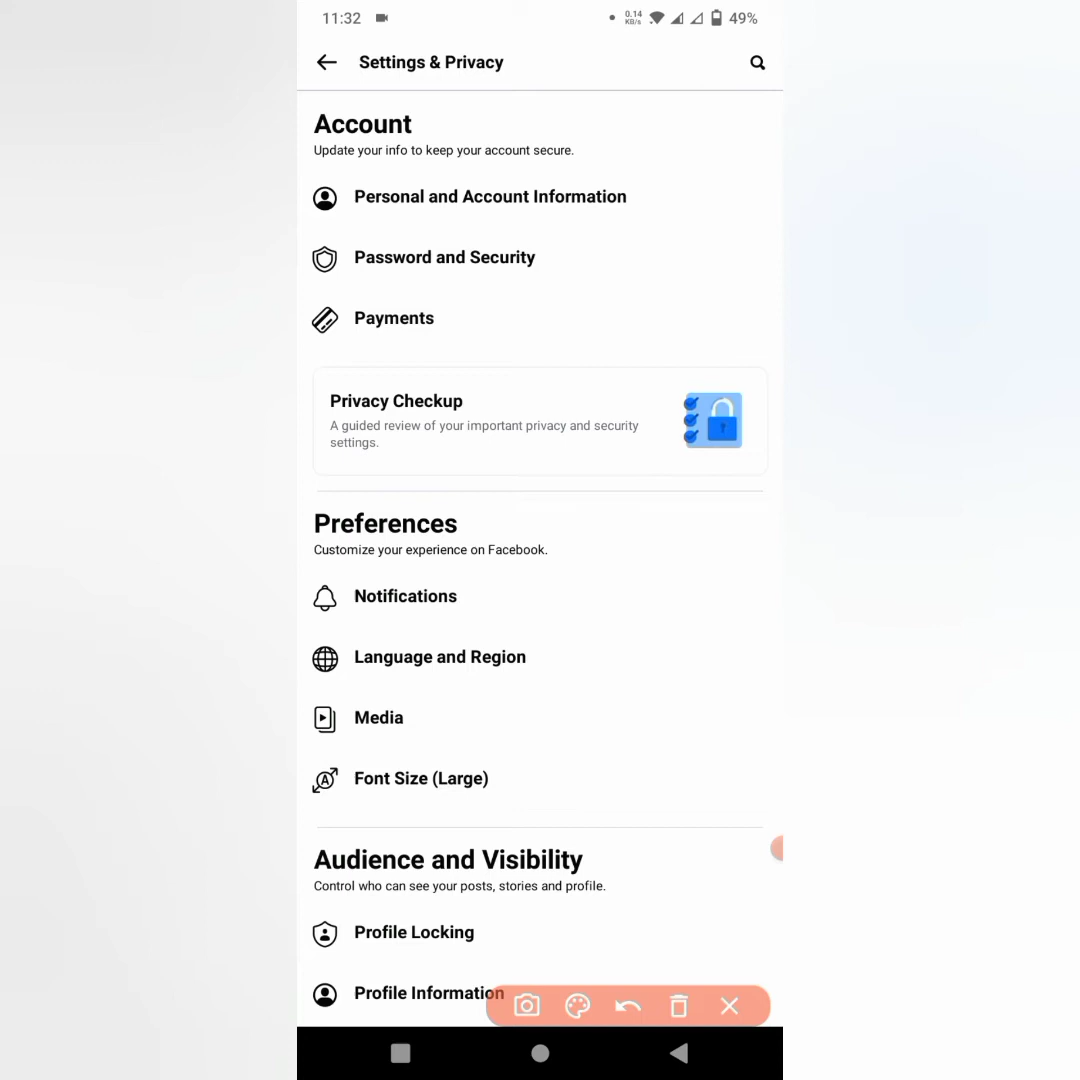 11:32
0.14
KB/s
49%
Settings & Privacy
Account
Update your info to keep your account secure.
Personal and Account Information
Password and Security
Payments
Privacy Checkup
A guided review of your important privacy and security
settings.
Preferences
Customize your experience on Facebook.
Notifications
Language and Region
Media
A
Font Size (Large)
Audience and Visibility
Control who can see your posts, stories and profile.
Profile Locking
Profile Information